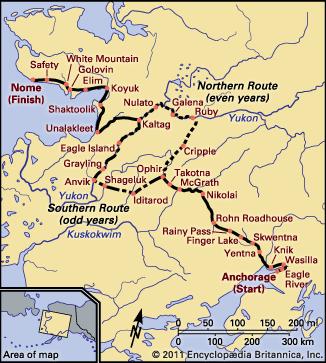 Safety
White Mountain
Golovin
Elim
Koyuk
Nome
(Finish)
Shaktoolik
Unalakleet
Nulato
Galena
Ruby
Northern Route
(even years)
Yukon
Kaltag
Eagle Island
Cripple
Grayling
Anvik
Shageluk
Ophir
Takotna
McGrath
Nikolai
Yukon
Iditarod
Southern Route
(odd years)
Kuskokwim
Rohn Roadhouse
Rainy Pass
Finger Lake
Skwentna
Yentna
Knik
Wasilla
Eagle
River
Anchorage
(Start)
Area of map
N
0 50 100 150 200 mi
0 100 200 300 km
© 2011 Encyclopædia Britannica, Inc.